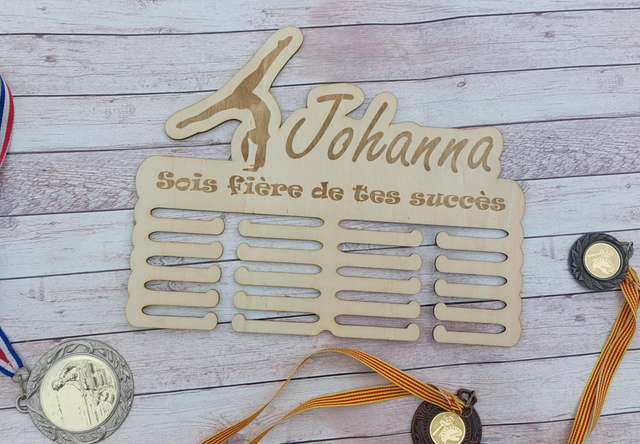 Johanna
Sois fière de tes succès